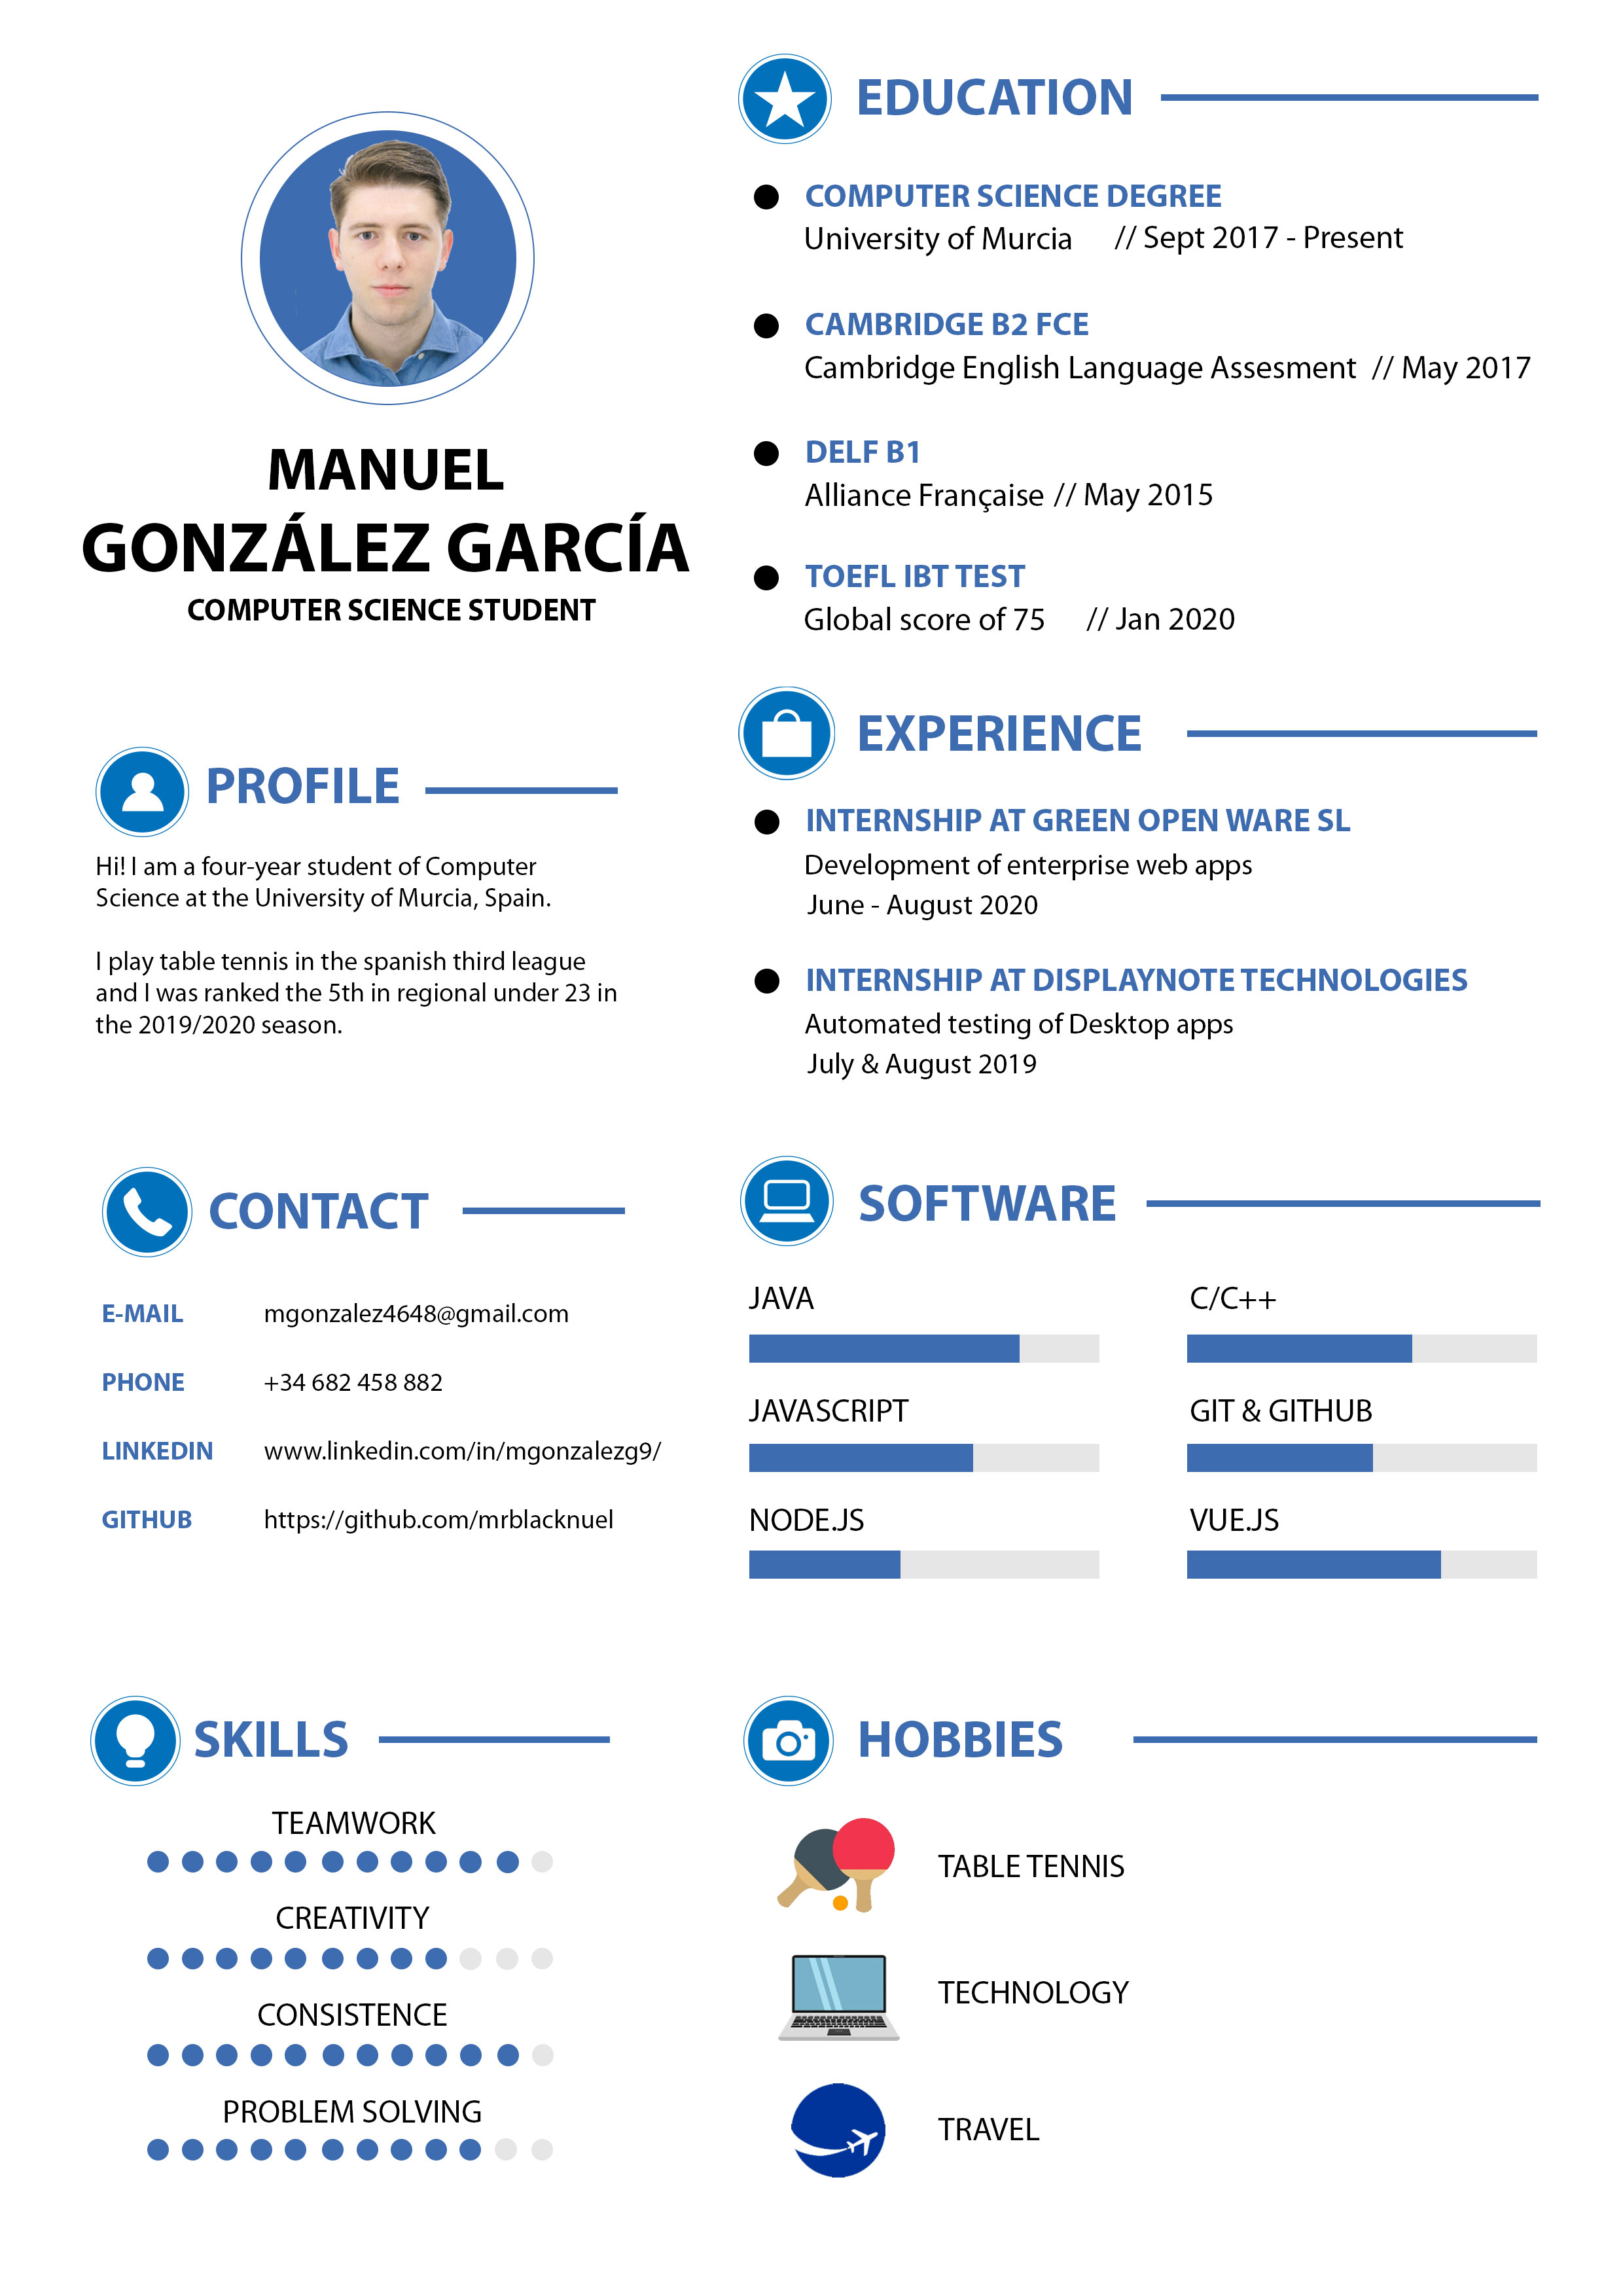 MANUEL
GONZÁLEZ GARCÍA
COMPUTER SCIENCE STUDENT
PROFILE
Hi! I am a four-year student of Computer
Science at the University of Murcia, Spain.
I play table tennis in the spanish third league
and I was ranked the 5th in regional under 23 in
the 2019/2020 season.
CONTACT
E-MAIL mgonzalez4648@gmail.com
PHONE +34 682 458 882
LINKEDIN www.linkedin.com/in/mgonzalezg9/
GITHUB https://github.com/mrblacknuel
SKILLS
TEAMWORK
CREATIVITY
CONSISTENCE
PROBLEM SOLVING
EDUCATION
COMPUTER SCIENCE DEGREE
University of Murcia // Sept 2017 - Present
CAMBRIDGE B2 FCE
Cambridge English Language Assesment // May 2017
DELF B1
Alliance Française // May 2015
TOEFL IBT TEST
Global score of 75 // Jan 2020
EXPERIENCE
INTERNSHIP AT GREEN OPEN WARE SL
Development of enterprise web apps
June - August 2020
INTERNSHIP AT DISPLAYNOTE TECHNOLOGIES
Automated testing of Desktop apps
July & August 2019
SOFTWARE
JAVA C/C++
JAVASCRIPT GIT & GITHUB
NODE.JS VUE.JS
HOBBIES
TABLE TENNIS
TECHNOLOGY
TRAVEL